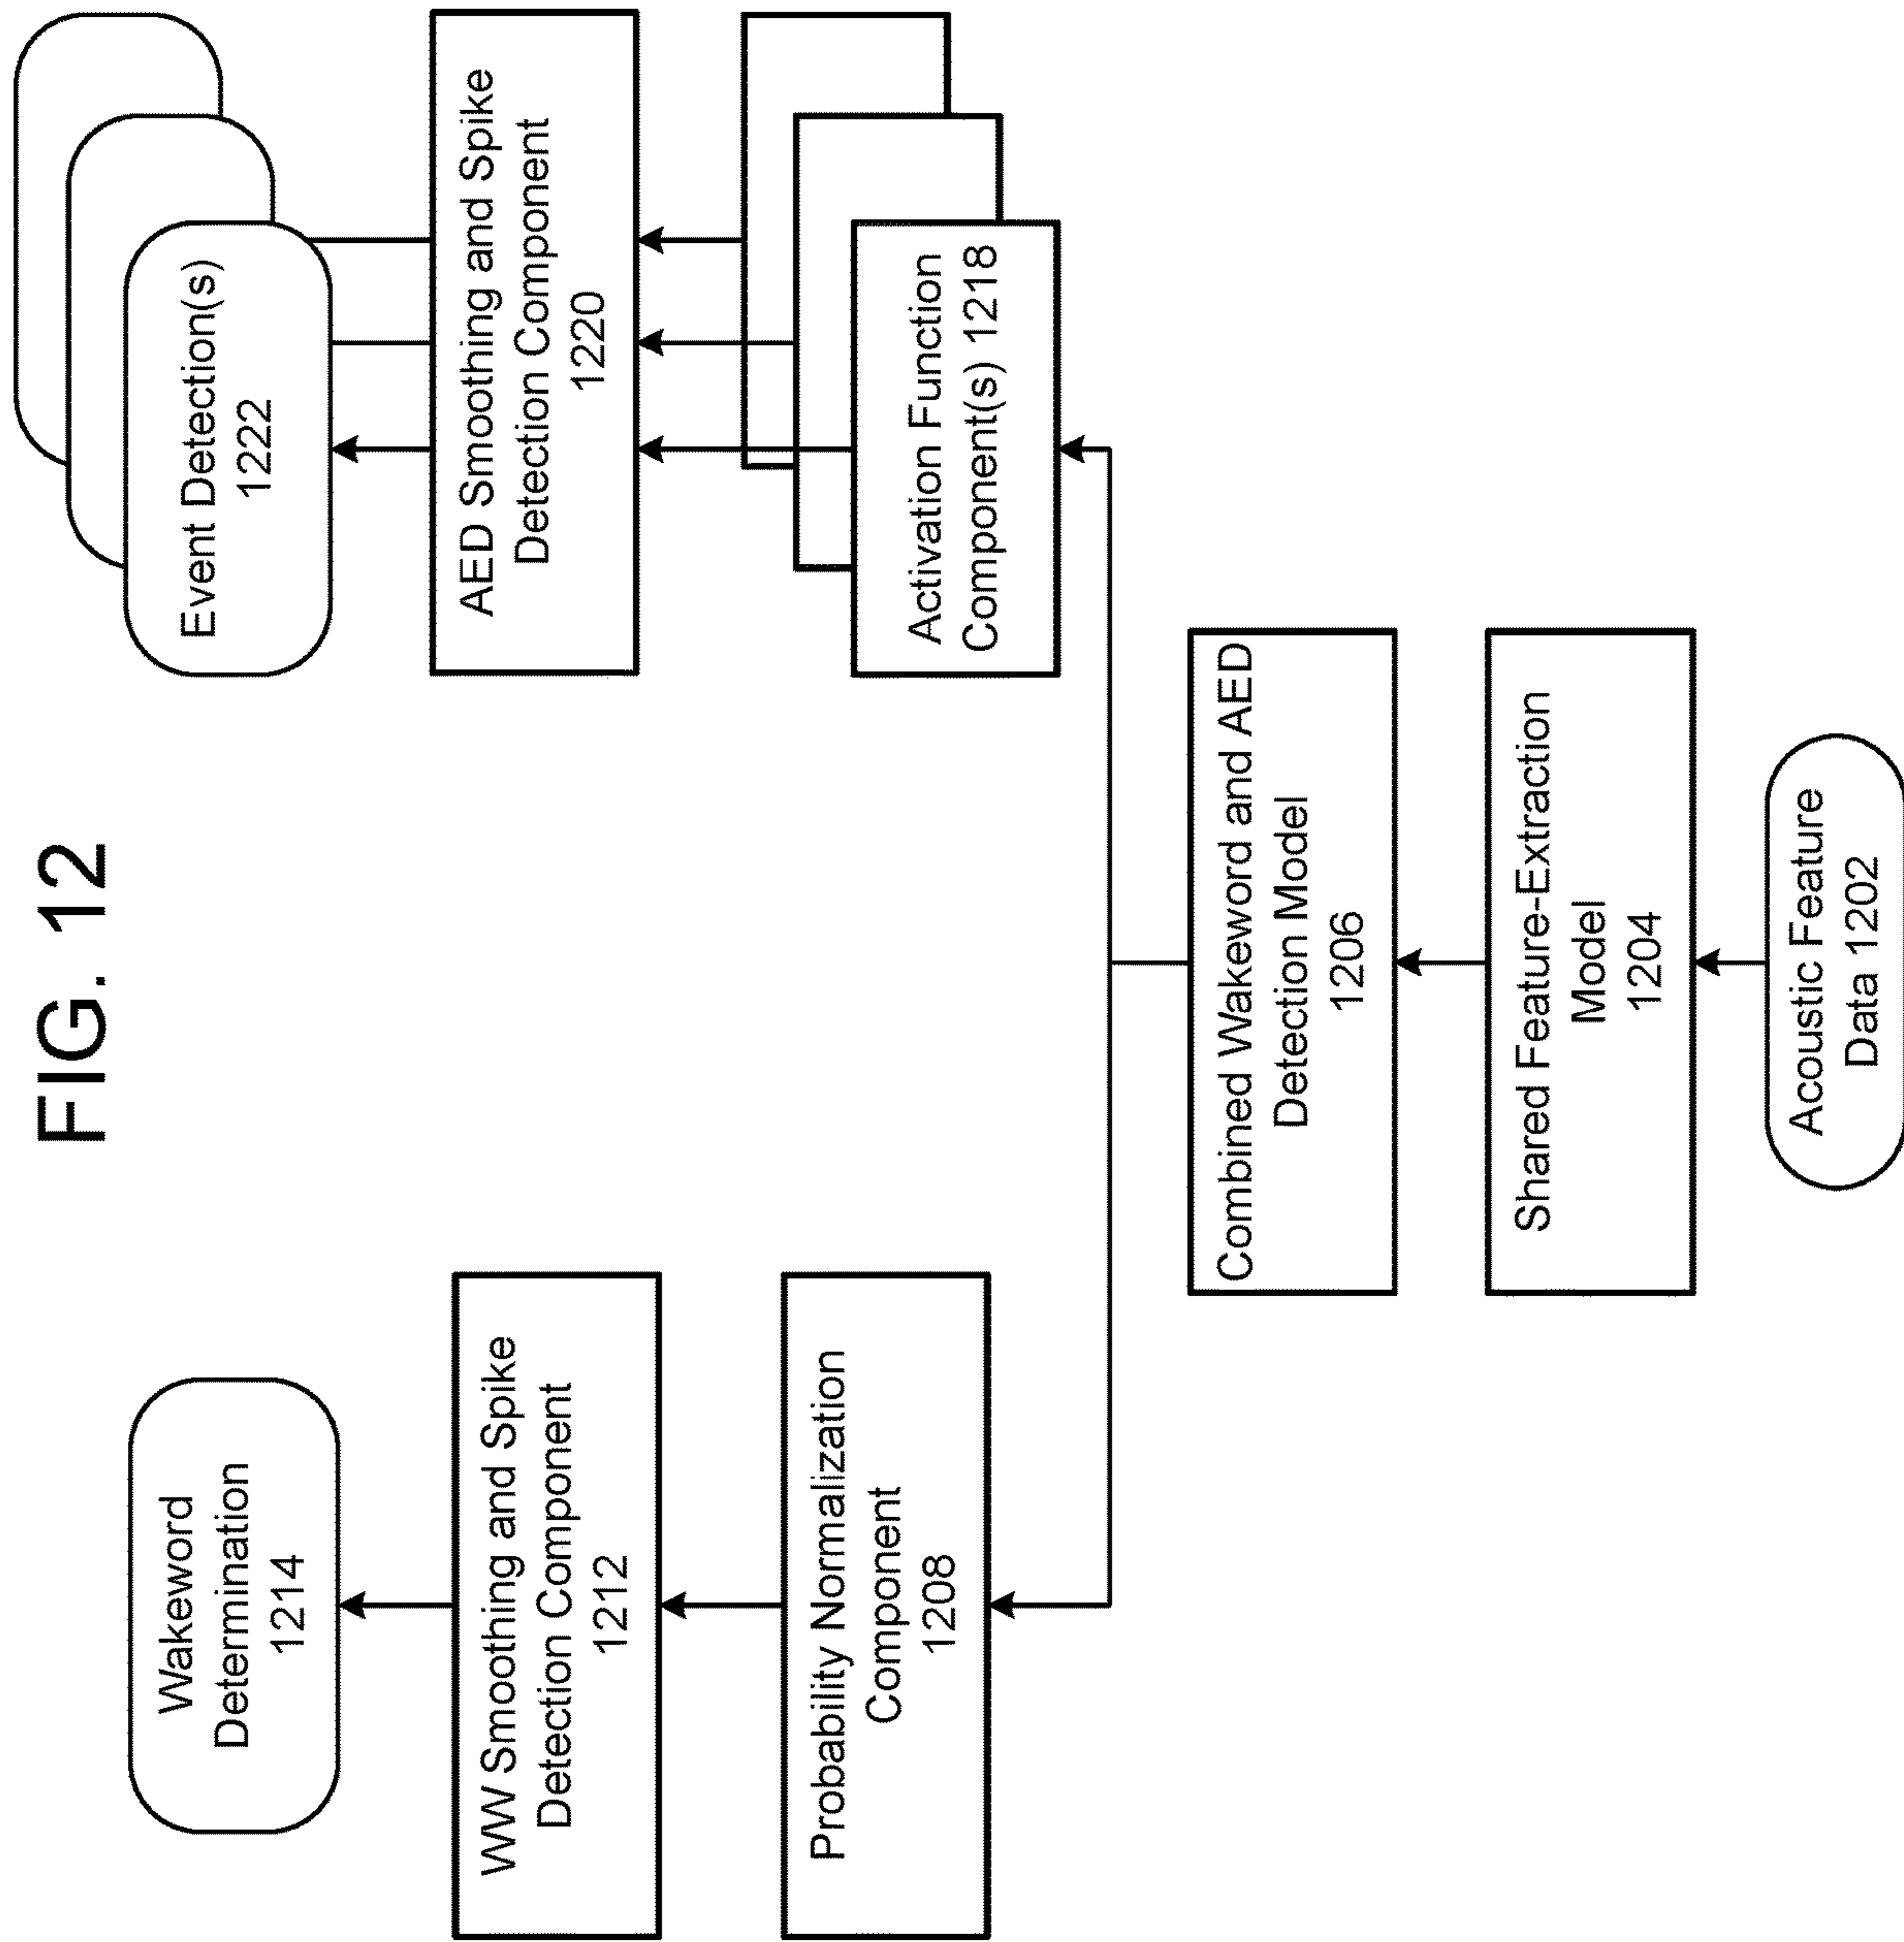 FIG. 12
Wakeword
Determination
1214
WW Smoothing and Spike
Detection Component
1212
Probability Normalization
Component
1208
Event Detection(s)
1222
AED Smoothing and Spike
Detection Component
1220
Activation Function
Component(s) 1218
Combined Wakeword and AED
Detection Model
1206
Shared Feature-Extraction
Model
1204
Acoustic Feature
Data 1202